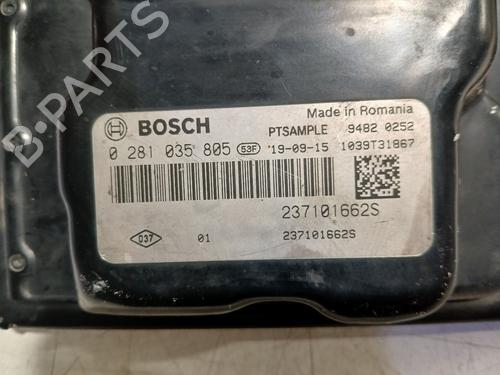 B-PARTS
Made in Romania
BOSCH PTSAMPLE 9482 0252
0 281 035 805 53F '19-09-15 1039T31867
237101662S
D37 01 237101662S